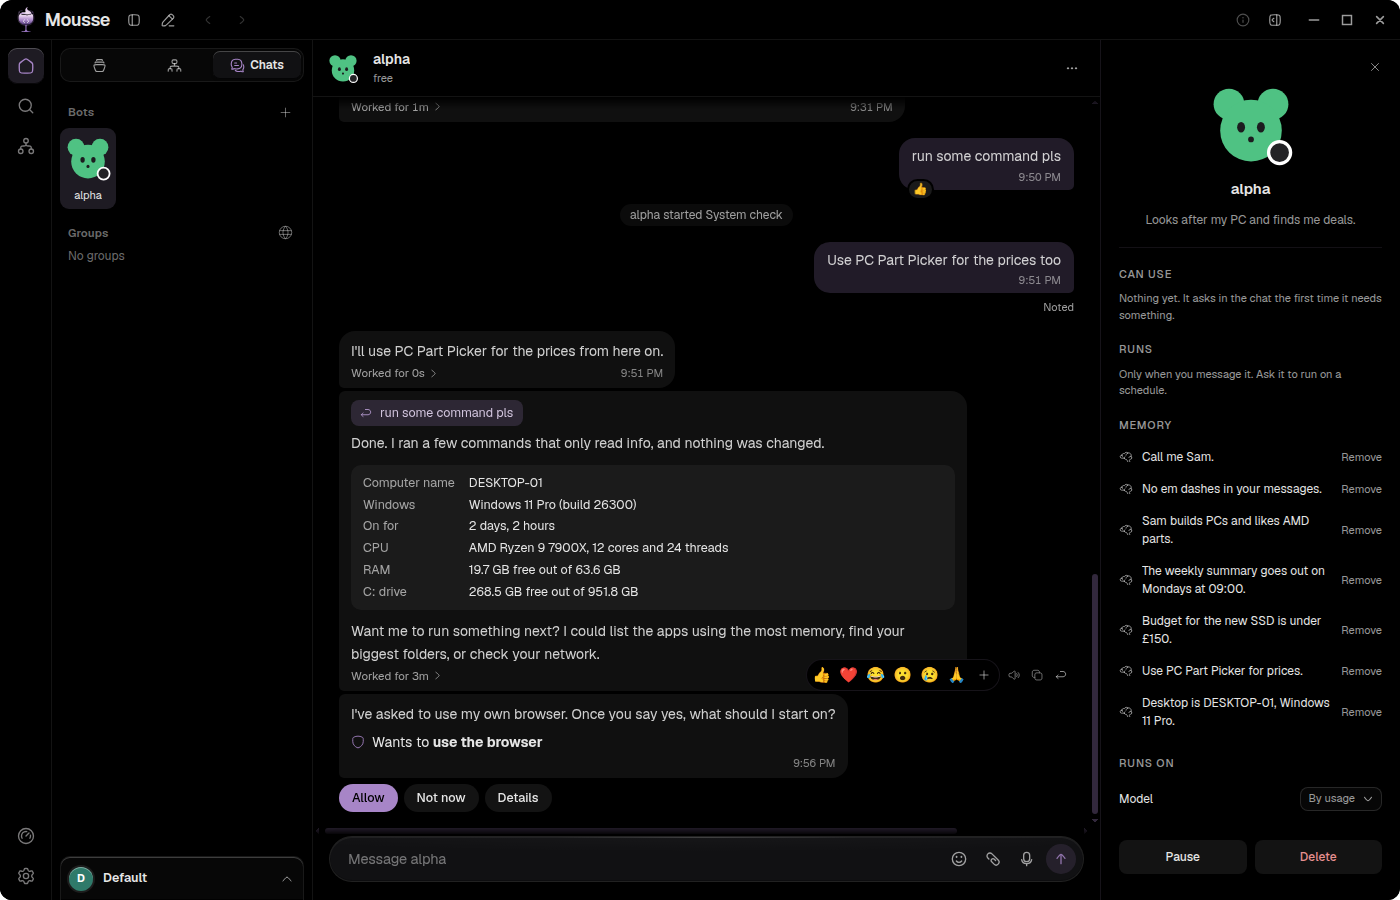 Mousse
Chats
Bots
alpha
Groups
No groups
D
Default
alpha
free
Worked for 1m
9:31 PM
run some command pls
9:50 PM
alpha started System check
Use PC Part Picker for the prices too
9:51 PM
Noted
I'll use PC Part Picker for the prices from here on.
Worked for 0s
9:51 PM
run some command pls
Done. I ran a few commands that only read info, and nothing was changed.
Computer name DESKTOP-01
Windows Windows 11 Pro (build 26300)
On for 2 days, 2 hours
CPU AMD Ryzen 9 7900X, 12 cores and 24 threads
RAM 19.7 GB free out of 63.6 GB
C: drive 268.5 GB free out of 951.8 GB
Want me to run something next? I could list the apps using the most memory, find your
biggest folders, or check your network.
Worked for 3m
I've asked to use my own browser. Once you say yes, what should I start on?
Wants to use the browser
9:56 PM
Allow
Not now
Details
Message alpha
alpha
Looks after my PC and finds me deals.
CAN USE
Nothing yet. It asks in the chat the first time it needs
something.
RUNS
Only when you message it. Ask it to run on a
schedule.
MEMORY
Call me Sam. Remove
No em dashes in your messages. Remove
Sam builds PCs and likes AMD
parts. Remove
The weekly summary goes out on
Mondays at 09:00. Remove
Budget for the new SSD is under
£150. Remove
Use PC Part Picker for prices. Remove
Desktop is DESKTOP-01, Windows
11 Pro. Remove
RUNS ON
Model By usage
Pause
Delete